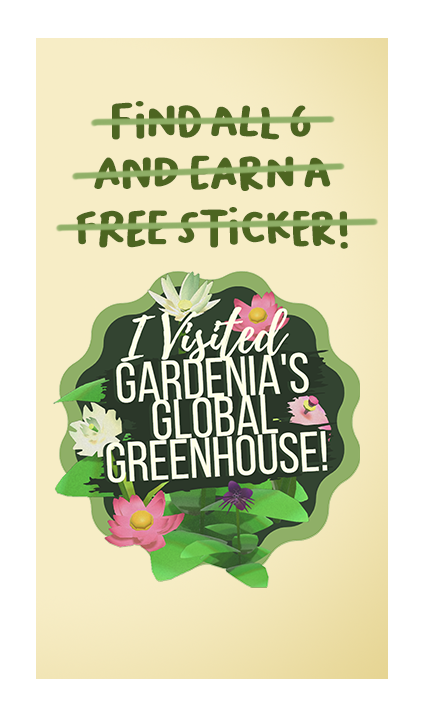 FiND ALL 6
AND EARN A
FREE STiCKER!
I Visited
GARDENIA'S
GLOBAL
GREENHOUSE!